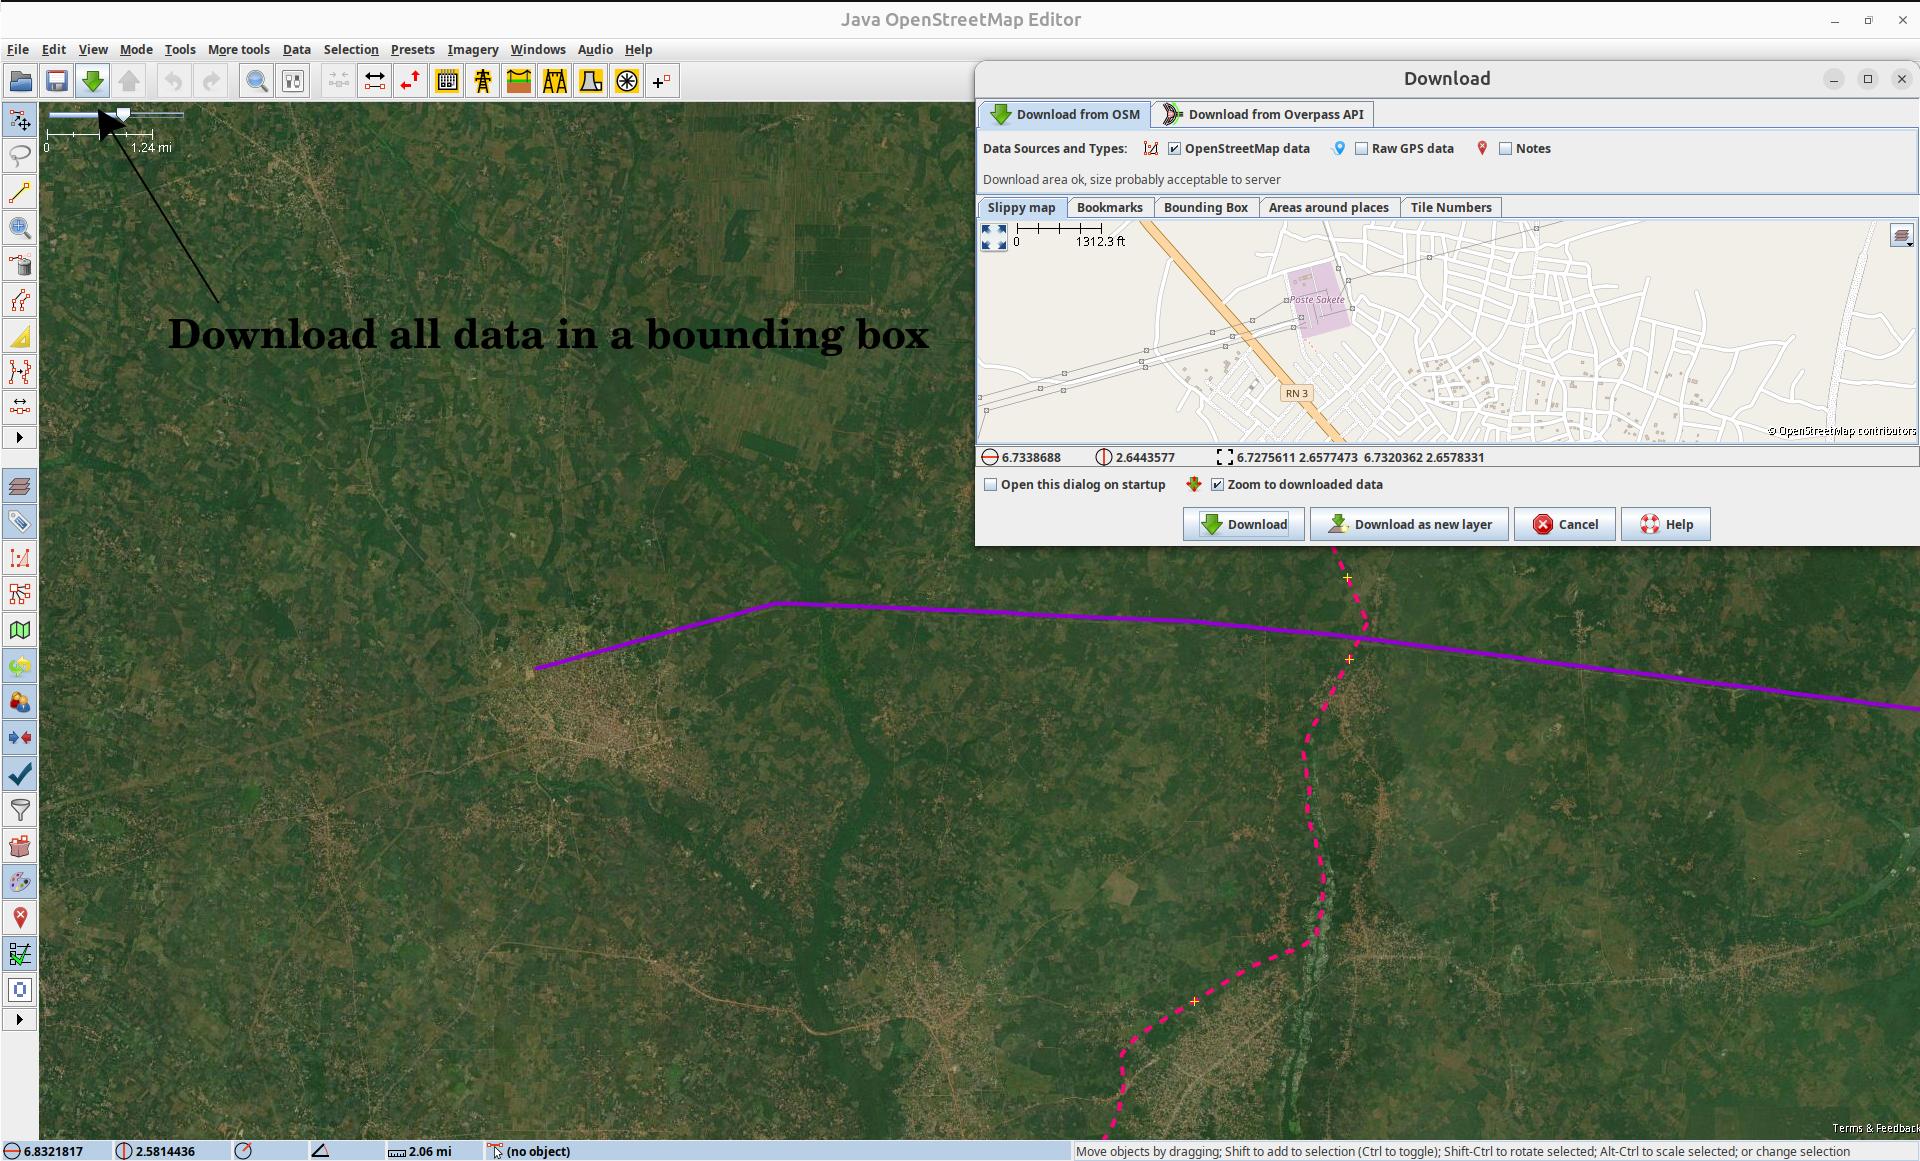 Java OpenStreetMap Editor
File Edit View Mode Tools More tools Data Selection Presets Imagery Windows Audio Help
Download
Download from OSM Download from Overpass API
Data Sources and Types: OpenStreetMap data Raw GPS data Notes
Download area ok, size probably acceptable to server
Slippy map Bookmarks Bounding Box Areas around places Tile Numbers
0 1312.3 ft
Poste Sakete
RN 3
© OpenStreetMap contributors
6.7338688 2.6443577 6.7275611 2.6577473 6.7320362 2.6578331
Open this dialog on startup Zoom to downloaded data
Download Download as new layer Cancel Help
0 1.24 mi
Download all data in a bounding box
Terms & Feedback
6.8321817 2.5814436 2.06 mi (no object) Move objects by dragging; Shift to add to selection (Ctrl to toggle); Shift-Ctrl to rotate selected; Alt-Ctrl to scale selected; or change selection